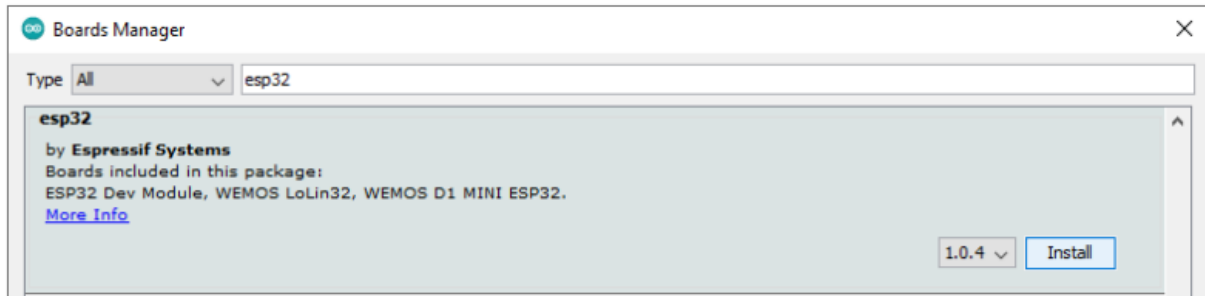 Boards Manager
Type All esp32
esp32
by Espressif Systems
Boards included in this package:
ESP32 Dev Module, WEMOS LoLin32, WEMOS D1 MINI ESP32.
More Info
1.0.4 Install